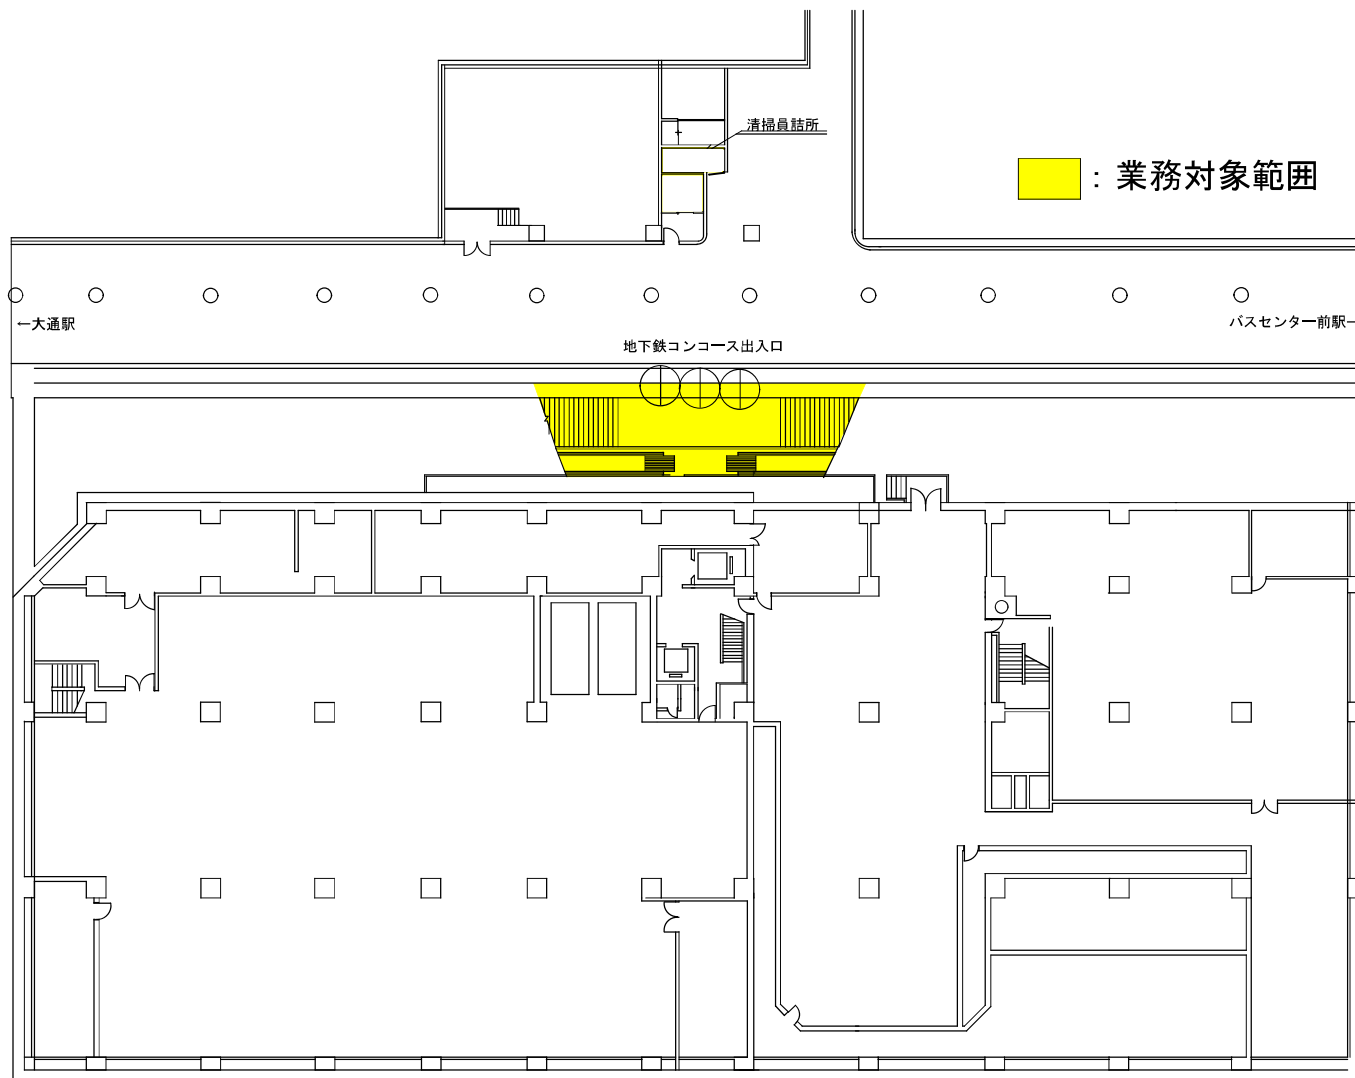 清掃員詰所
：業務対象範囲
←大通駅
バスセンター前駅→
地下鉄コンコース出入口